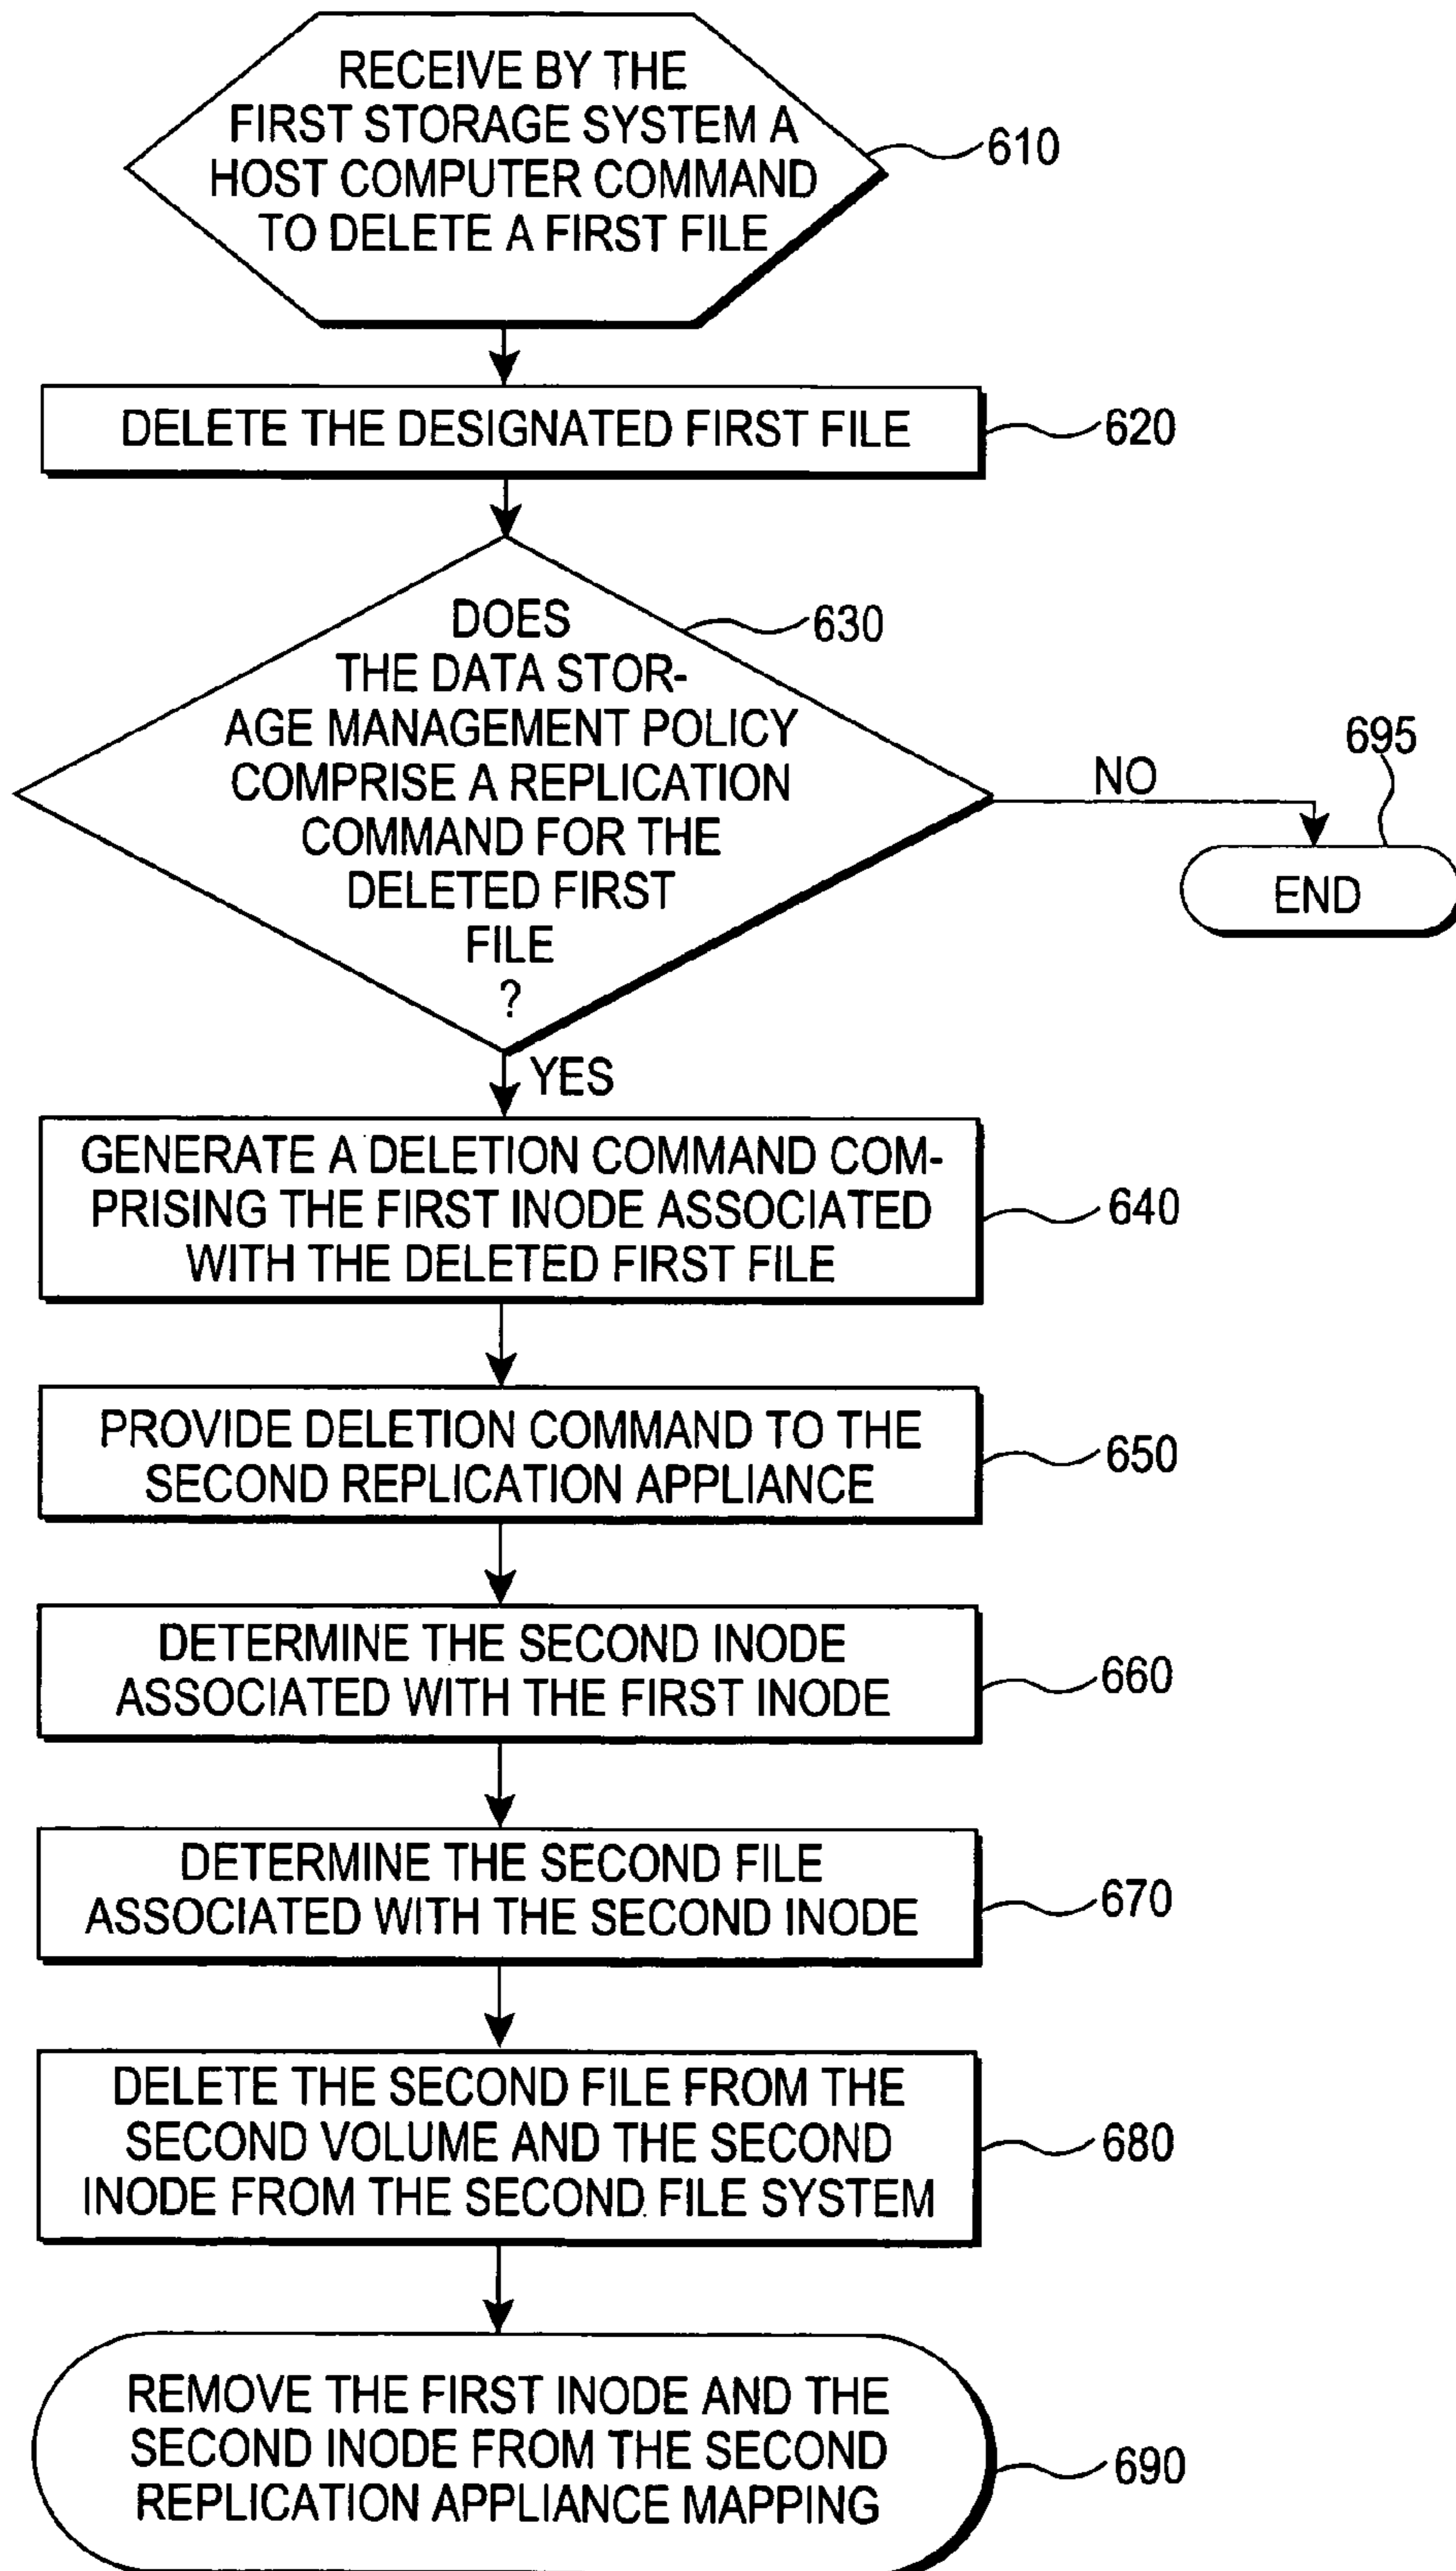 RECEIVE BY THE
FIRST STORAGE SYSTEM A
HOST COMPUTER COMMAND
TO DELETE A FIRST FILE
610
DELETE THE DESIGNATED FIRST FILE
620
DOES
THE DATA STOR-
AGE MANAGEMENT POLICY
COMPRISE A REPLICATION
COMMAND FOR THE
DELETED FIRST
FILE
?
630
NO
695
END
YES
GENERATE A DELETION COMMAND COM-
PRISING THE FIRST INODE ASSOCIATED
WITH THE DELETED FIRST FILE
640
PROVIDE DELETION COMMAND TO THE
SECOND REPLICATION APPLIANCE
650
DETERMINE THE SECOND INODE
ASSOCIATED WITH THE FIRST INODE
660
DETERMINE THE SECOND FILE
ASSOCIATED WITH THE SECOND INODE
670
DELETE THE SECOND FILE FROM THE
SECOND VOLUME AND THE SECOND
INODE FROM THE SECOND FILE SYSTEM
680
REMOVE THE FIRST INODE AND THE
SECOND INODE FROM THE SECOND
REPLICATION APPLIANCE MAPPING
690